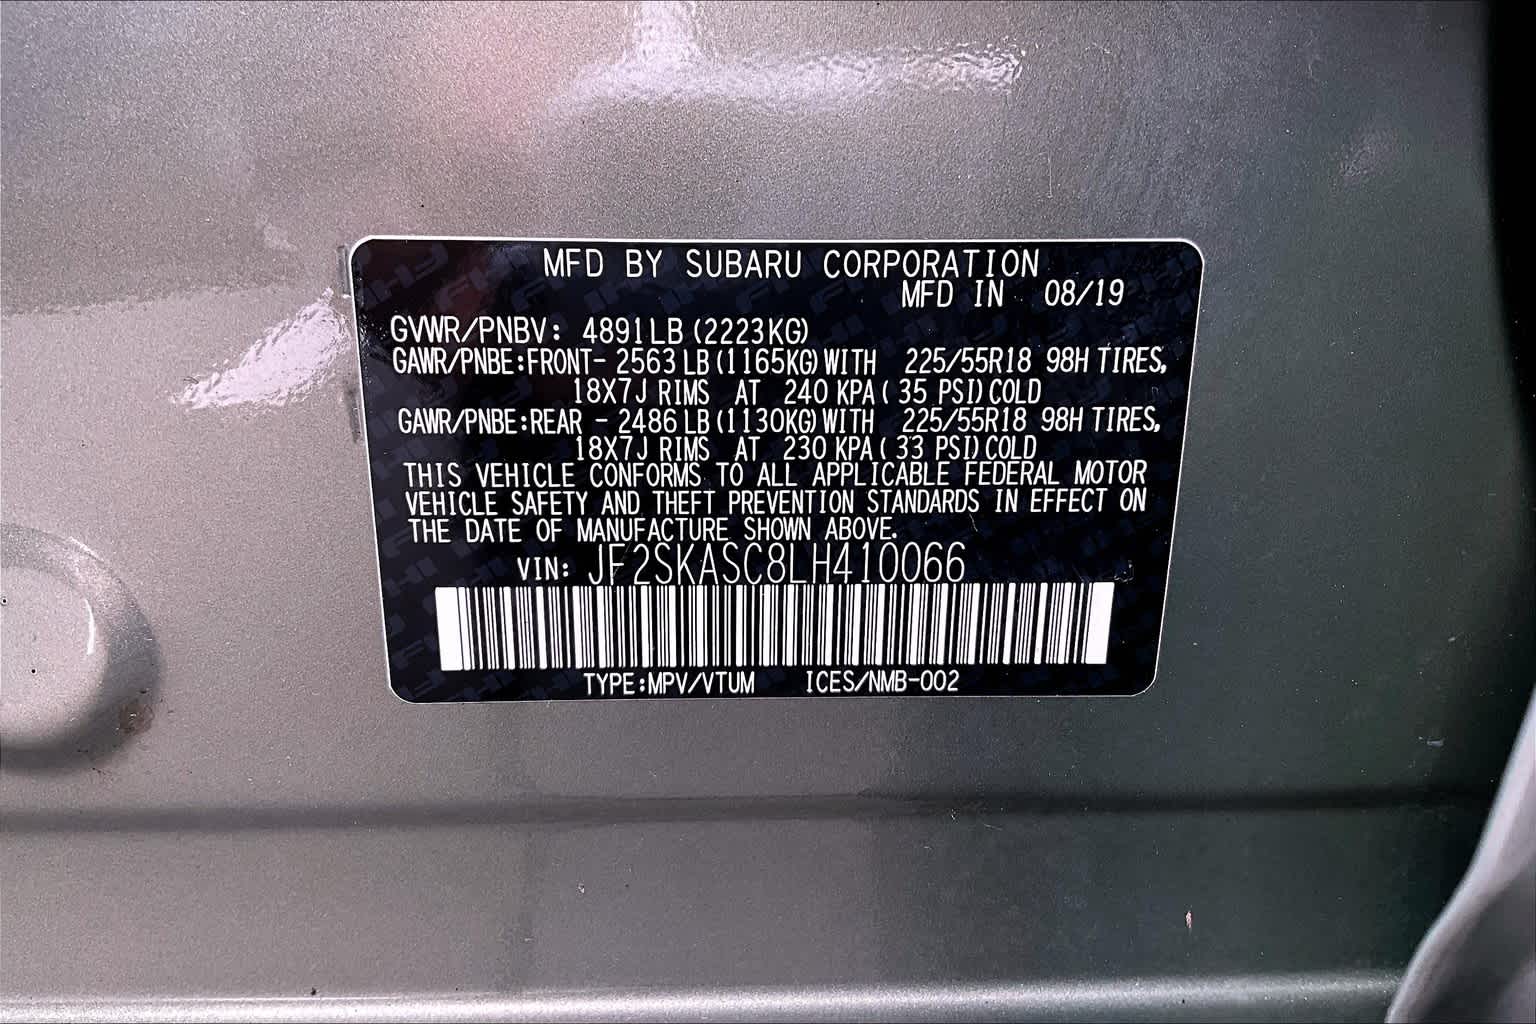 MFD BY SUBARU CORPORATION
MFD IN 08/19
GVWR/PNBV: 4891LB (2223KG)
GAWR/PNBE:FRONT- 2563 LB (1165KG) WITH 225/55R18 98H TIRES,
18X7J RIMS AT 240 KPA ( 35 PSI) COLD
GAWR/PNBE:REAR - 2486 LB (1130KG) WITH 225/55R18 98H TIRES,
18X7J RIMS AT 230 KPA ( 33 PSI) COLD
THIS VEHICLE CONFORMS TO ALL APPLICABLE FEDERAL MOTOR
VEHICLE SAFETY AND THEFT PREVENTION STANDARDS IN EFFECT ON
THE DATE OF MANUFACTURE SHOWN ABOVE.
VIN: JF2SKASC8LH410066
TYPE:MPV/VTUM ICES/NMB-002